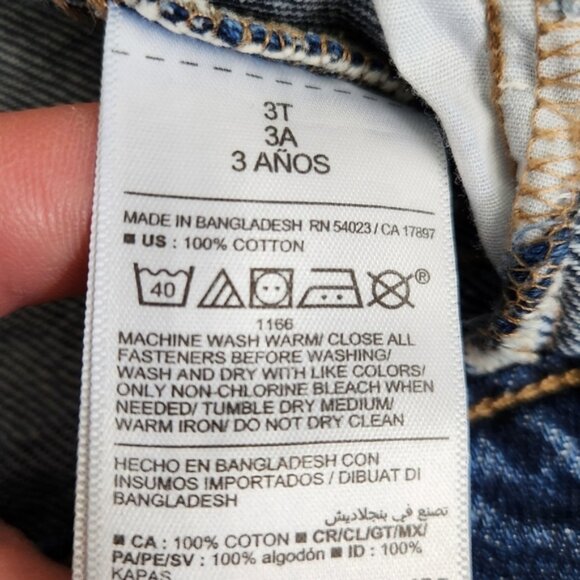 3T
3A
3 AÑOS
MADE IN BANGLADESH RN 54023 / CA 17897
US : 100% COTTON
40
®
1166
MACHINE WASH WARM/ CLOSE ALL
FASTENERS BEFORE WASHING/
WASH AND DRY WITH LIKE COLORS/
ONLY NON-CHLORINE BLEACH WHEN
NEEDED/ TUMBLE DRY MEDIUM/
WARM IRON/ DO NOT DRY CLEAN
HECHO EN BANGLADESH CON
INSUMOS IMPORTADOS / DIBUAT DI
BANGLADESH
تصنع في بنجلاديش
CA : 100% COTON CR/CL/GT/MX/
PA/PE/SV : 100% algodón ID : 100%
KAPAS